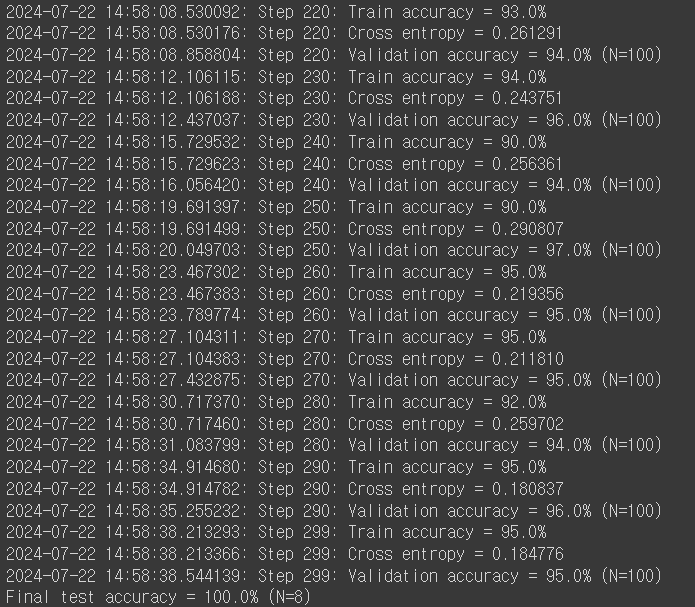 2024-07-22 14:58:08.530092: Step 220: Train accuracy = 93.0%
2024-07-22 14:58:08.530176: Step 220: Cross entropy = 0.261291
2024-07-22 14:58:08.858804: Step 220: Validation accuracy = 94.0% (N=100)
2024-07-22 14:58:12.106115: Step 230: Train accuracy = 94.0%
2024-07-22 14:58:12.106188: Step 230: Cross entropy = 0.243751
2024-07-22 14:58:12.437037: Step 230: Validation accuracy = 96.0% (N=100)
2024-07-22 14:58:15.729532: Step 240: Train accuracy = 90.0%
2024-07-22 14:58:15.729623: Step 240: Cross entropy = 0.256361
2024-07-22 14:58:16.056420: Step 240: Validation accuracy = 94.0% (N=100)
2024-07-22 14:58:19.691397: Step 250: Train accuracy = 90.0%
2024-07-22 14:58:19.691499: Step 250: Cross entropy = 0.290807
2024-07-22 14:58:20.049703: Step 250: Validation accuracy = 97.0% (N=100)
2024-07-22 14:58:23.467302: Step 260: Train accuracy = 95.0%
2024-07-22 14:58:23.467383: Step 260: Cross entropy = 0.219356
2024-07-22 14:58:23.789774: Step 260: Validation accuracy = 95.0% (N=100)
2024-07-22 14:58:27.104311: Step 270: Train accuracy = 95.0%
2024-07-22 14:58:27.104383: Step 270: Cross entropy = 0.211810
2024-07-22 14:58:27.432875: Step 270: Validation accuracy = 95.0% (N=100)
2024-07-22 14:58:30.717370: Step 280: Train accuracy = 92.0%
2024-07-22 14:58:30.717460: Step 280: Cross entropy = 0.259702
2024-07-22 14:58:31.083799: Step 280: Validation accuracy = 94.0% (N=100)
2024-07-22 14:58:34.914680: Step 290: Train accuracy = 95.0%
2024-07-22 14:58:34.914782: Step 290: Cross entropy = 0.180837
2024-07-22 14:58:35.255232: Step 290: Validation accuracy = 96.0% (N=100)
2024-07-22 14:58:38.213293: Step 299: Train accuracy = 95.0%
2024-07-22 14:58:38.213366: Step 299: Cross entropy = 0.184776
2024-07-22 14:58:38.544139: Step 299: Validation accuracy = 95.0% (N=100)
Final test accuracy = 100.0% (N=8)